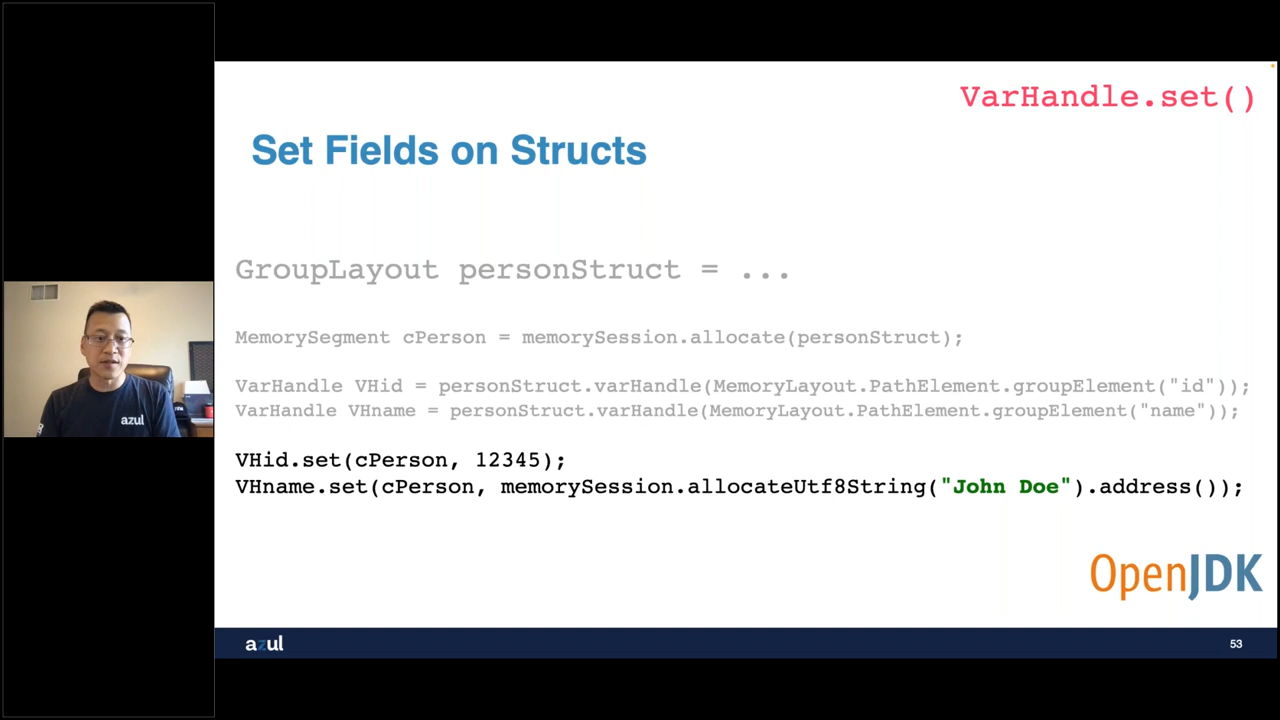 VarHandle.set()
Set Fields on Structs
GroupLayout personStruct = ...
MemorySegment cPerson = memorySession.allocate(personStruct);
VarHandle VHid = personStruct.varHandle(MemoryLayout.PathElement.groupElement("id"));
VarHandle VHname = personStruct.varHandle(MemoryLayout.PathElement.groupElement("name"));
VHid.set(cPerson, 12345);
VHname.set(cPerson, memorySession.allocateUtf8String("John Doe").address());
azul
OpenJDK
azul
53